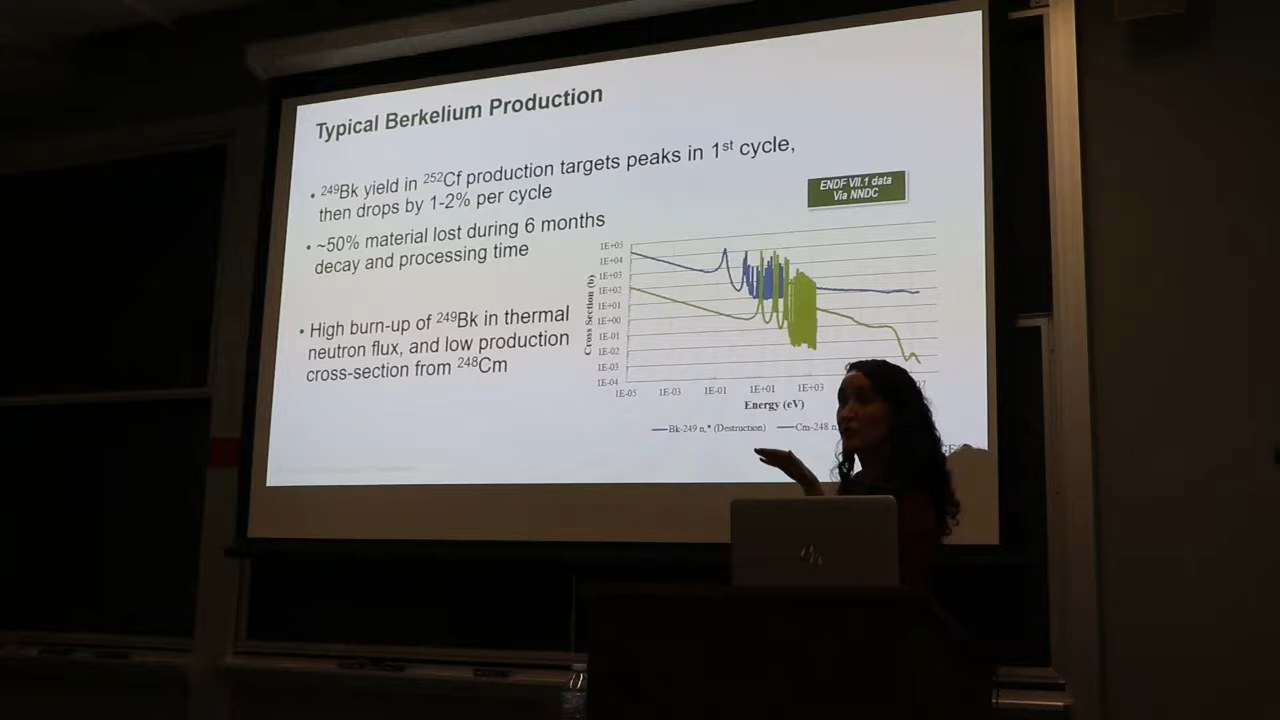 Typical Berkelium Production
• ²⁴⁹Bk yield in ²⁵²Cf production targets peaks in 1ˢᵗ cycle,
then drops by 1-2% per cycle
• ~50% material lost during 6 months
decay and processing time
• High burn-up of ²⁴⁹Bk in thermal
neutron flux, and low production
cross-section from ²⁴⁸Cm
ENDF VII.1 data
Via NNDC
Cross Section (b)
1E+05
1E+04
1E+03
1E+02
1E+01
1E+00
1E-01
1E-02
1E-03
1E-04
1E-05 1E-03 1E-01 1E+01 1E+03
Energy (eV)
Bk-249 n,* (Destruction) Cm-248 n,
hp